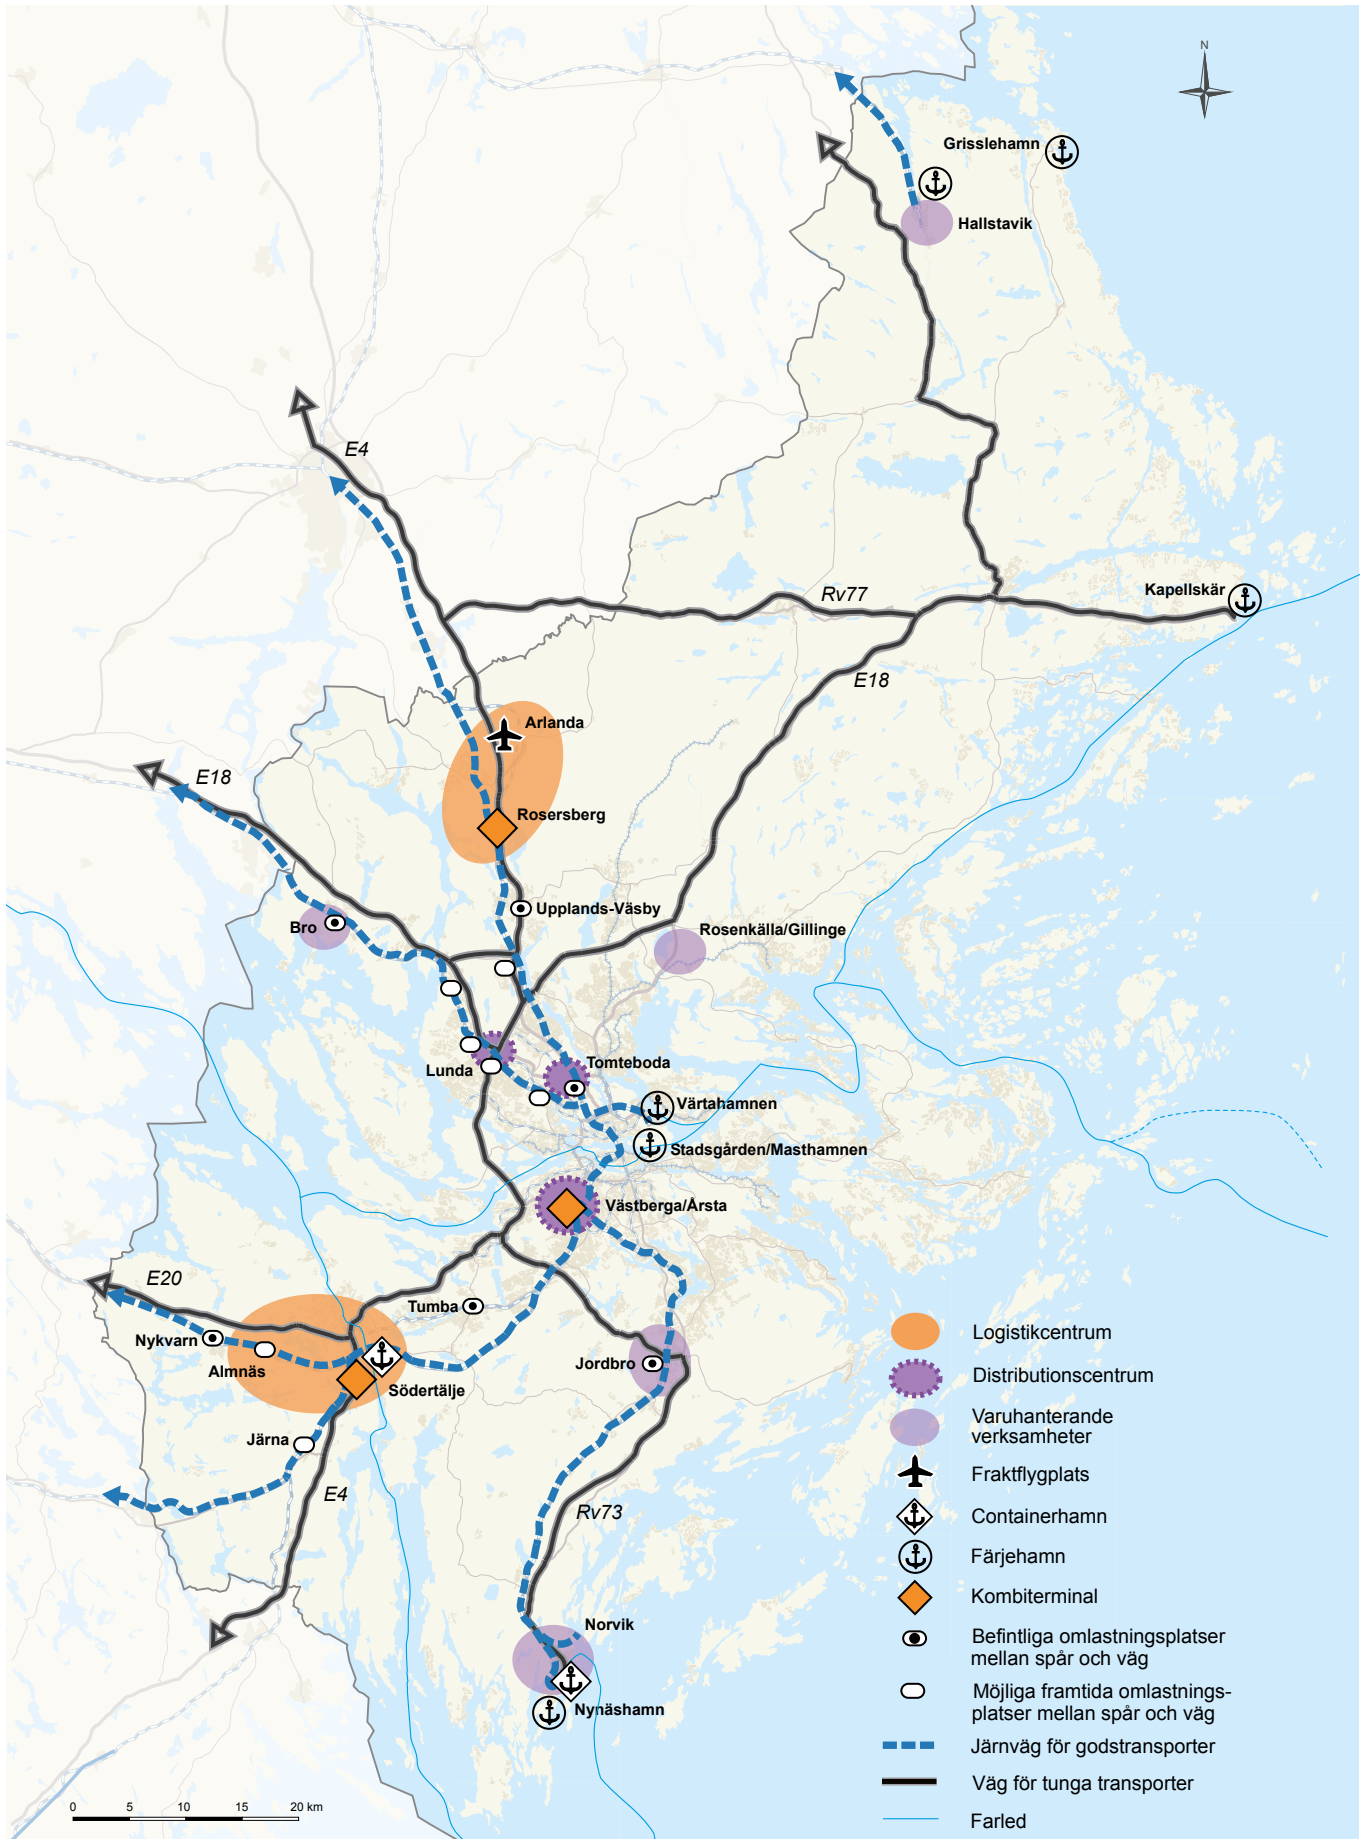 N
Grisslehamn
Hallstavik
E4
Kapellskär
Rv77
E18
Arlanda
E18
Rosersberg
Upplands-Väsby
Bro
Rosenkälla/Gillinge
Tomteboda
Lunda
Värtahamnen
Stadsgården/Masthamnen
Västberga/Årsta
E20
Tumba
Nykvarn
Almnäs
Jordbro
Södertälje
Järna
E4
Rv73
Norvik
Nynäshamn
Logistikcentrum
Distributionscentrum
Varuhanterande
verksamheter
Fraktflygplats
Containerhamn
Färjehamn
Kombiterminal
Befintliga omlastningsplatser
mellan spår och väg
Möjliga framtida omlastnings-
platser mellan spår och väg
Järnväg för godstransporter
Väg för tunga transporter
Farled
0 5 10 15 20 km